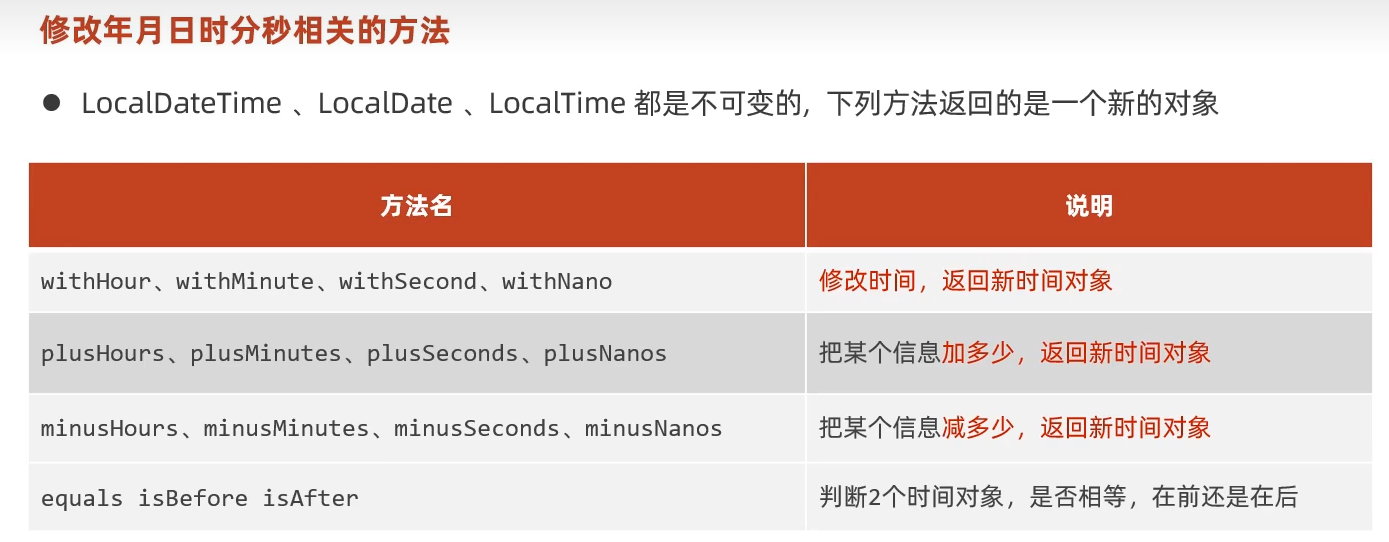 修改年月日时分秒相关的方法
● LocalDateTime 、LocalDate 、LocalTime 都是不可变的, 下列方法返回的是一个新的对象
方法名 说明
withHour、withMinute、withSecond、withNano 修改时间，返回新时间对象
plusHours、plusMinutes、plusSeconds、plusNanos 把某个信息加多少，返回新时间对象
minusHours、minusMinutes、minusSeconds、minusNanos 把某个信息减多少，返回新时间对象
equals isBefore isAfter 判断2个时间对象，是否相等，在前还是在后